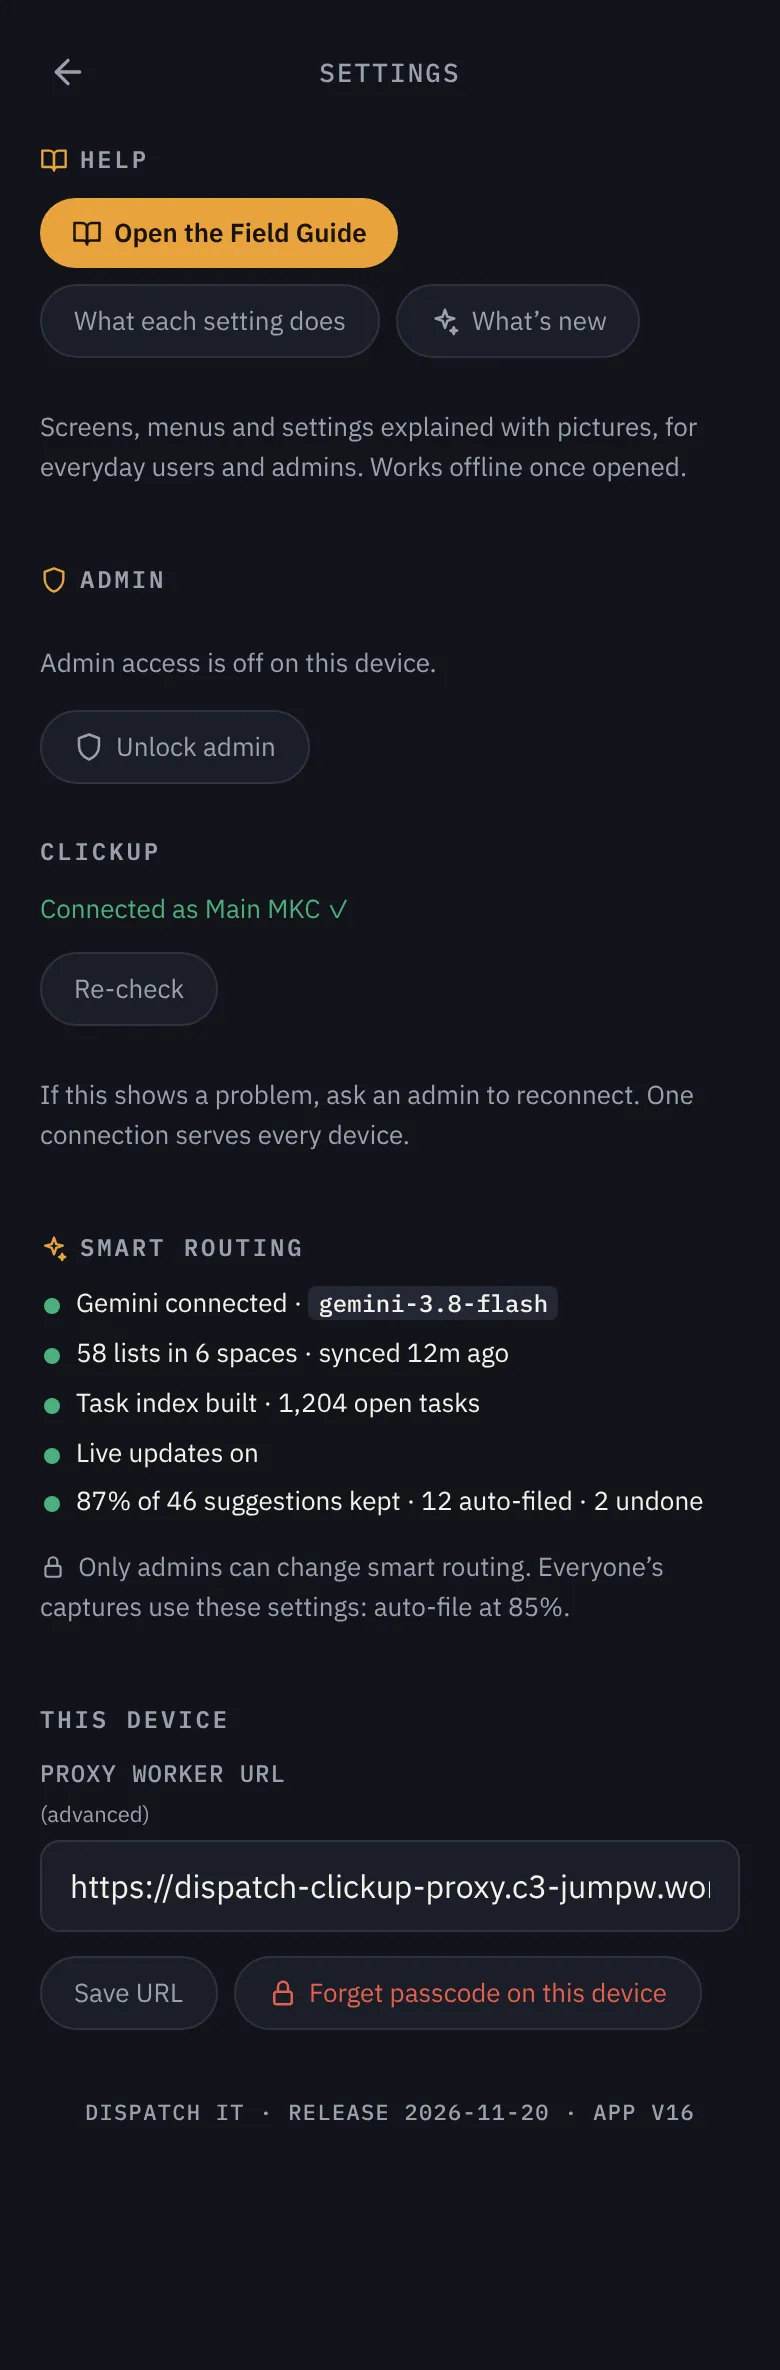 SETTINGS
HELP
Open the Field Guide
What each setting does
What’s new
Screens, menus and settings explained with pictures, for
everyday users and admins. Works offline once opened.
ADMIN
Admin access is off on this device.
Unlock admin
CLICKUP
Connected as Main MKC ✓
Re-check
If this shows a problem, ask an admin to reconnect. One
connection serves every device.
SMART ROUTING
Gemini connected · gemini-3.8-flash
58 lists in 6 spaces · synced 12m ago
Task index built · 1,204 open tasks
Live updates on
87% of 46 suggestions kept · 12 auto-filed · 2 undone
Only admins can change smart routing. Everyone’s
captures use these settings: auto-file at 85%.
THIS DEVICE
PROXY WORKER URL
(advanced)
https://dispatch-clickup-proxy.c3-jumpw.wor
Save URL
Forget passcode on this device
DISPATCH IT · RELEASE 2026-11-20 · APP V16